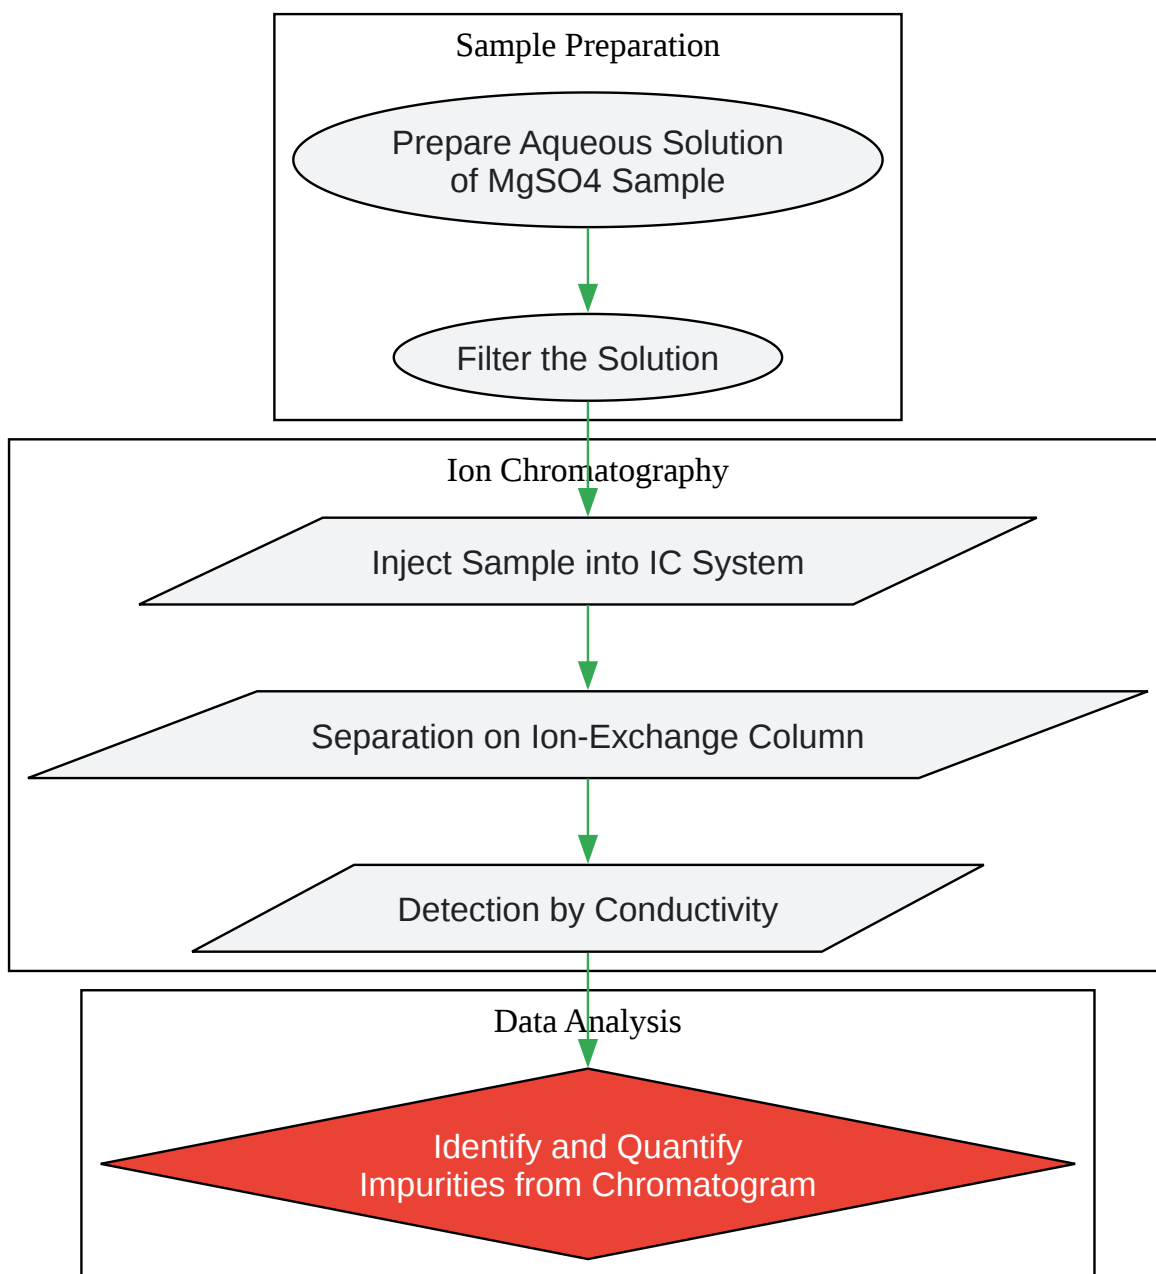 Sample Preparation
Prepare Aqueous Solution
of MgSO4 Sample
Filter the Solution
Ion Chromatography
Inject Sample into IC System
Separation on Ion-Exchange Column
Detection by Conductivity
Data Analysis
Identify and Quantify
Impurities from Chromatogram